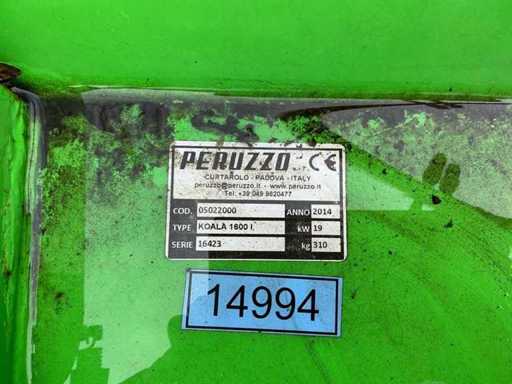 PERUZZO S.r.l. CE
CURTAROLO - PADOVA - ITALY
peruzzo@peruzzo.it - www.peruzzo.it
Tel: +39 049 9620477
COD. 05022000 ANNO 2014
TYPE KOALA 1600 I. kW 19
SERIE 16423 kg 310
14994